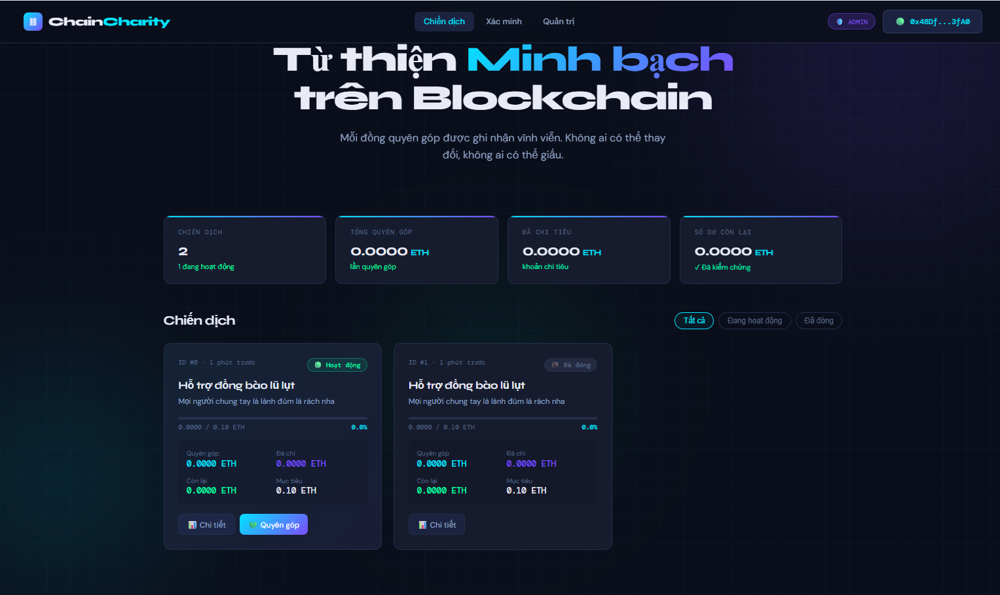 ChainCharity
Chiến dịch
Xác minh
Quản trị
ADMIN
0x48Df...3fA0
Từ thiện Minh bạch
trên Blockchain
Mỗi đồng quyên góp được ghi nhận vĩnh viễn. Không ai có thể thay
đổi, không ai có thể giấu.
CHIẾN DỊCH
2
1 đang hoạt động
TỔNG QUYÊN GÓP
0.0000 ETH
lần quyên góp
ĐÃ CHI TIÊU
0.0000 ETH
khoản chi tiêu
SỐ DƯ CÒN LẠI
0.0000 ETH
✓ Đã kiểm chứng
Chiến dịch
Tất cả
Đang hoạt động
Đã đóng
ID #0 · 1 phút trước
Hoạt động
Hỗ trợ đồng bào lũ lụt
Mọi người chung tay lá lành đùm lá rách nha
0.0000 / 0.10 ETH
0.0%
Quyên góp
0.0000 ETH
Đã chi
0.0000 ETH
Còn lại
0.0000 ETH
Mục tiêu
0.10 ETH
Chi tiết
Quyên góp
ID #1 · 1 phút trước
Đã đóng
Hỗ trợ đồng bào lũ lụt
Mọi người chung tay lá lành đùm lá rách nha
0.0000 / 0.10 ETH
0.0%
Quyên góp
0.0000 ETH
Đã chi
0.0000 ETH
Còn lại
0.0000 ETH
Mục tiêu
0.10 ETH
Chi tiết